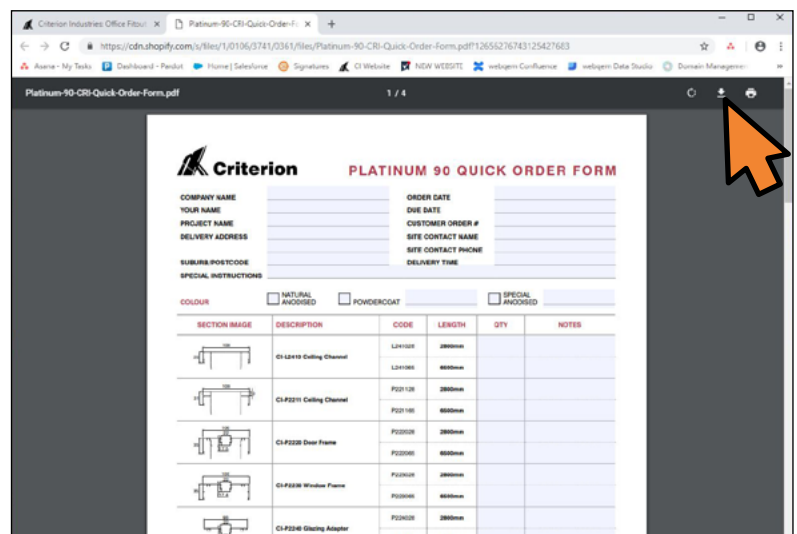 Criterion Industries Office Fitout
Platinum-90-CRI-Quick-Order-Fo
https://cdn.shopify.com/s/files/1/0106/3741/0361/files/Platinum-90-CRI-Quick-Order-Form.pdf?12655276743125427683
Asana - My Tasks Dashboard - Pardot Home | Salesforce Signatures CI Website NEW WEBSITE webqem Confluence webqem Data Studio Domain Managemen
Platinum-90-CRI-Quick-Order-Form.pdf 1 / 4
Criterion PLATINUM 90 QUICK ORDER FORM
COMPANY NAME ORDER DATE
YOUR NAME DUE DATE
PROJECT NAME CUSTOMER ORDER #
DELIVERY ADDRESS SITE CONTACT NAME
SITE CONTACT PHONE
SUBURB/POSTCODE DELIVERY TIME
SPECIAL INSTRUCTIONS
COLOUR NATURAL ANODISED POWDERCOAT SPECIAL ANODISED
SECTION IMAGE DESCRIPTION CODE LENGTH QTY NOTES
CI-L2410 Ceiling Channel L241028 2800mm
L241065 6500mm
CI-P2211 Ceiling Channel P221128 2800mm
P221165 6500mm
CI-P2220 Door Frame P222028 2800mm
P222065 6500mm
CI-P2230 Window Frame P223028 2800mm
P223065 6500mm
CI-P2240 Glazing Adapter P224028 2800mm